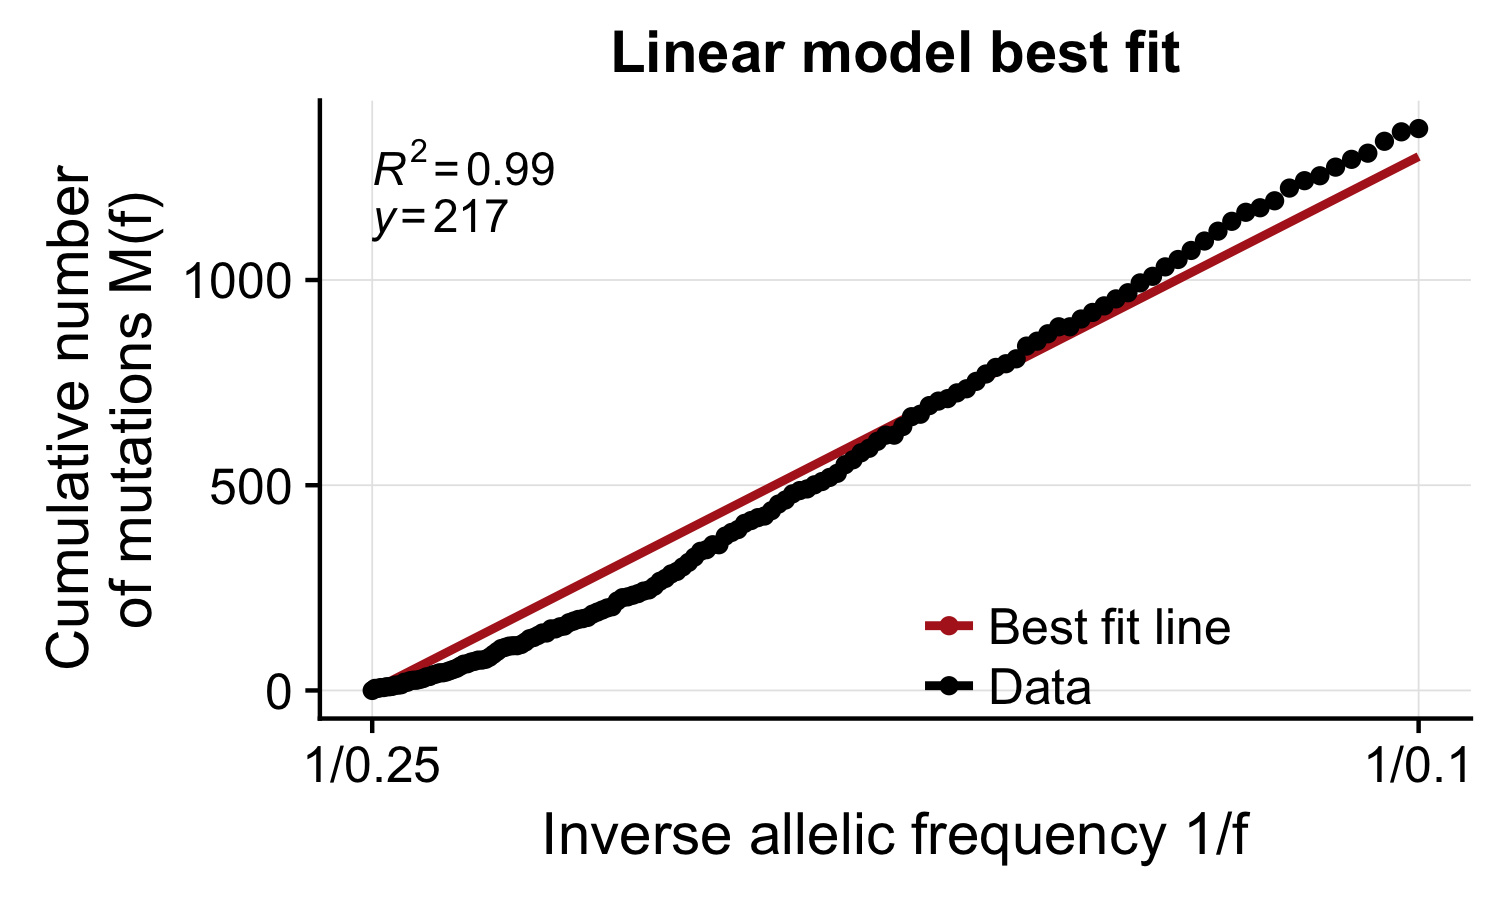 Linear model best fit
R²=0.99
y=217
Cumulative number
of mutations M(f)
1000
500
0
Best fit line
Data
1/0.25
1/0.1
Inverse allelic frequency 1/f